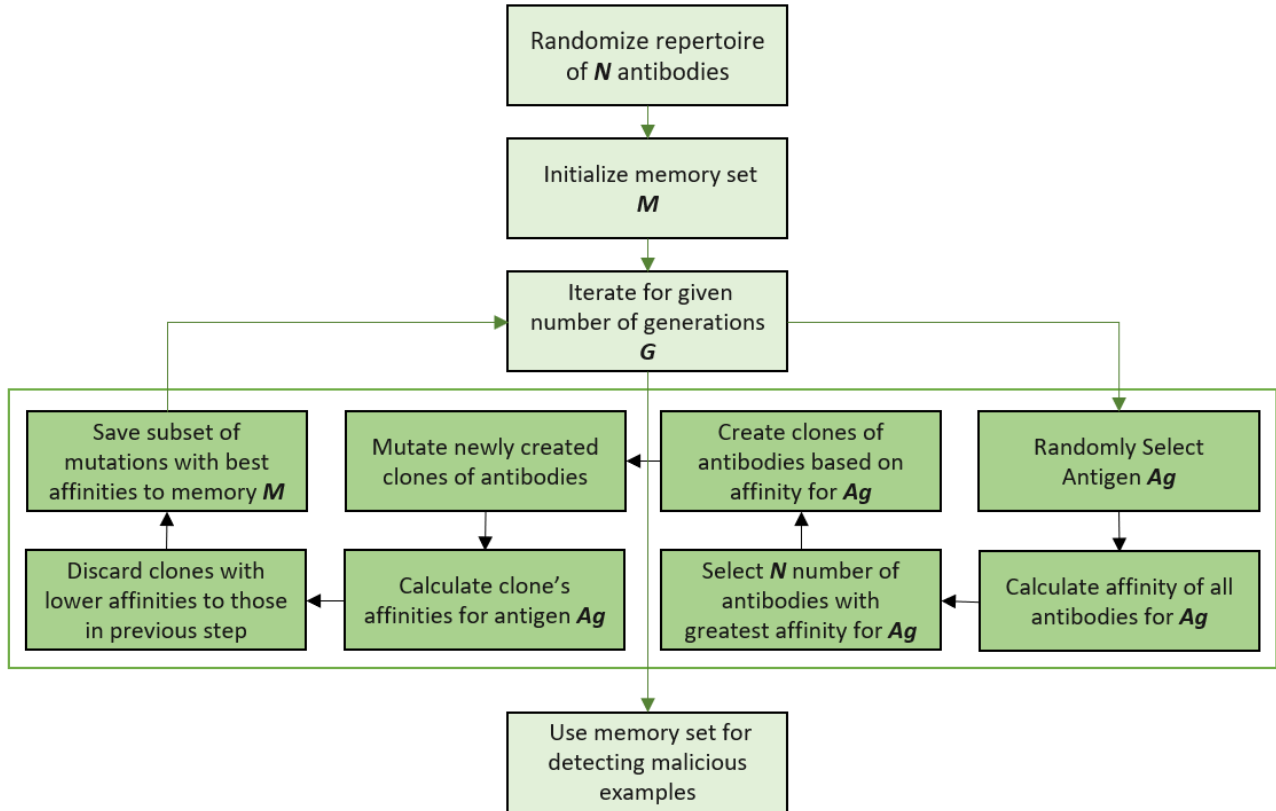 Randomize repertoire
of N antibodies
Initialize memory set
M
Iterate for given
number of generations
G
Randomly Select
Antigen Ag
Calculate affinity of all
antibodies for Ag
Select N number of
antibodies with
greatest affinity for Ag
Create clones of
antibodies based on
affinity for Ag
Mutate newly created
clones of antibodies
Calculate clone's
affinities for antigen Ag
Discard clones with
lower affinities to those
in previous step
Save subset of
mutations with best
affinities to memory M
Use memory set for
detecting malicious
examples